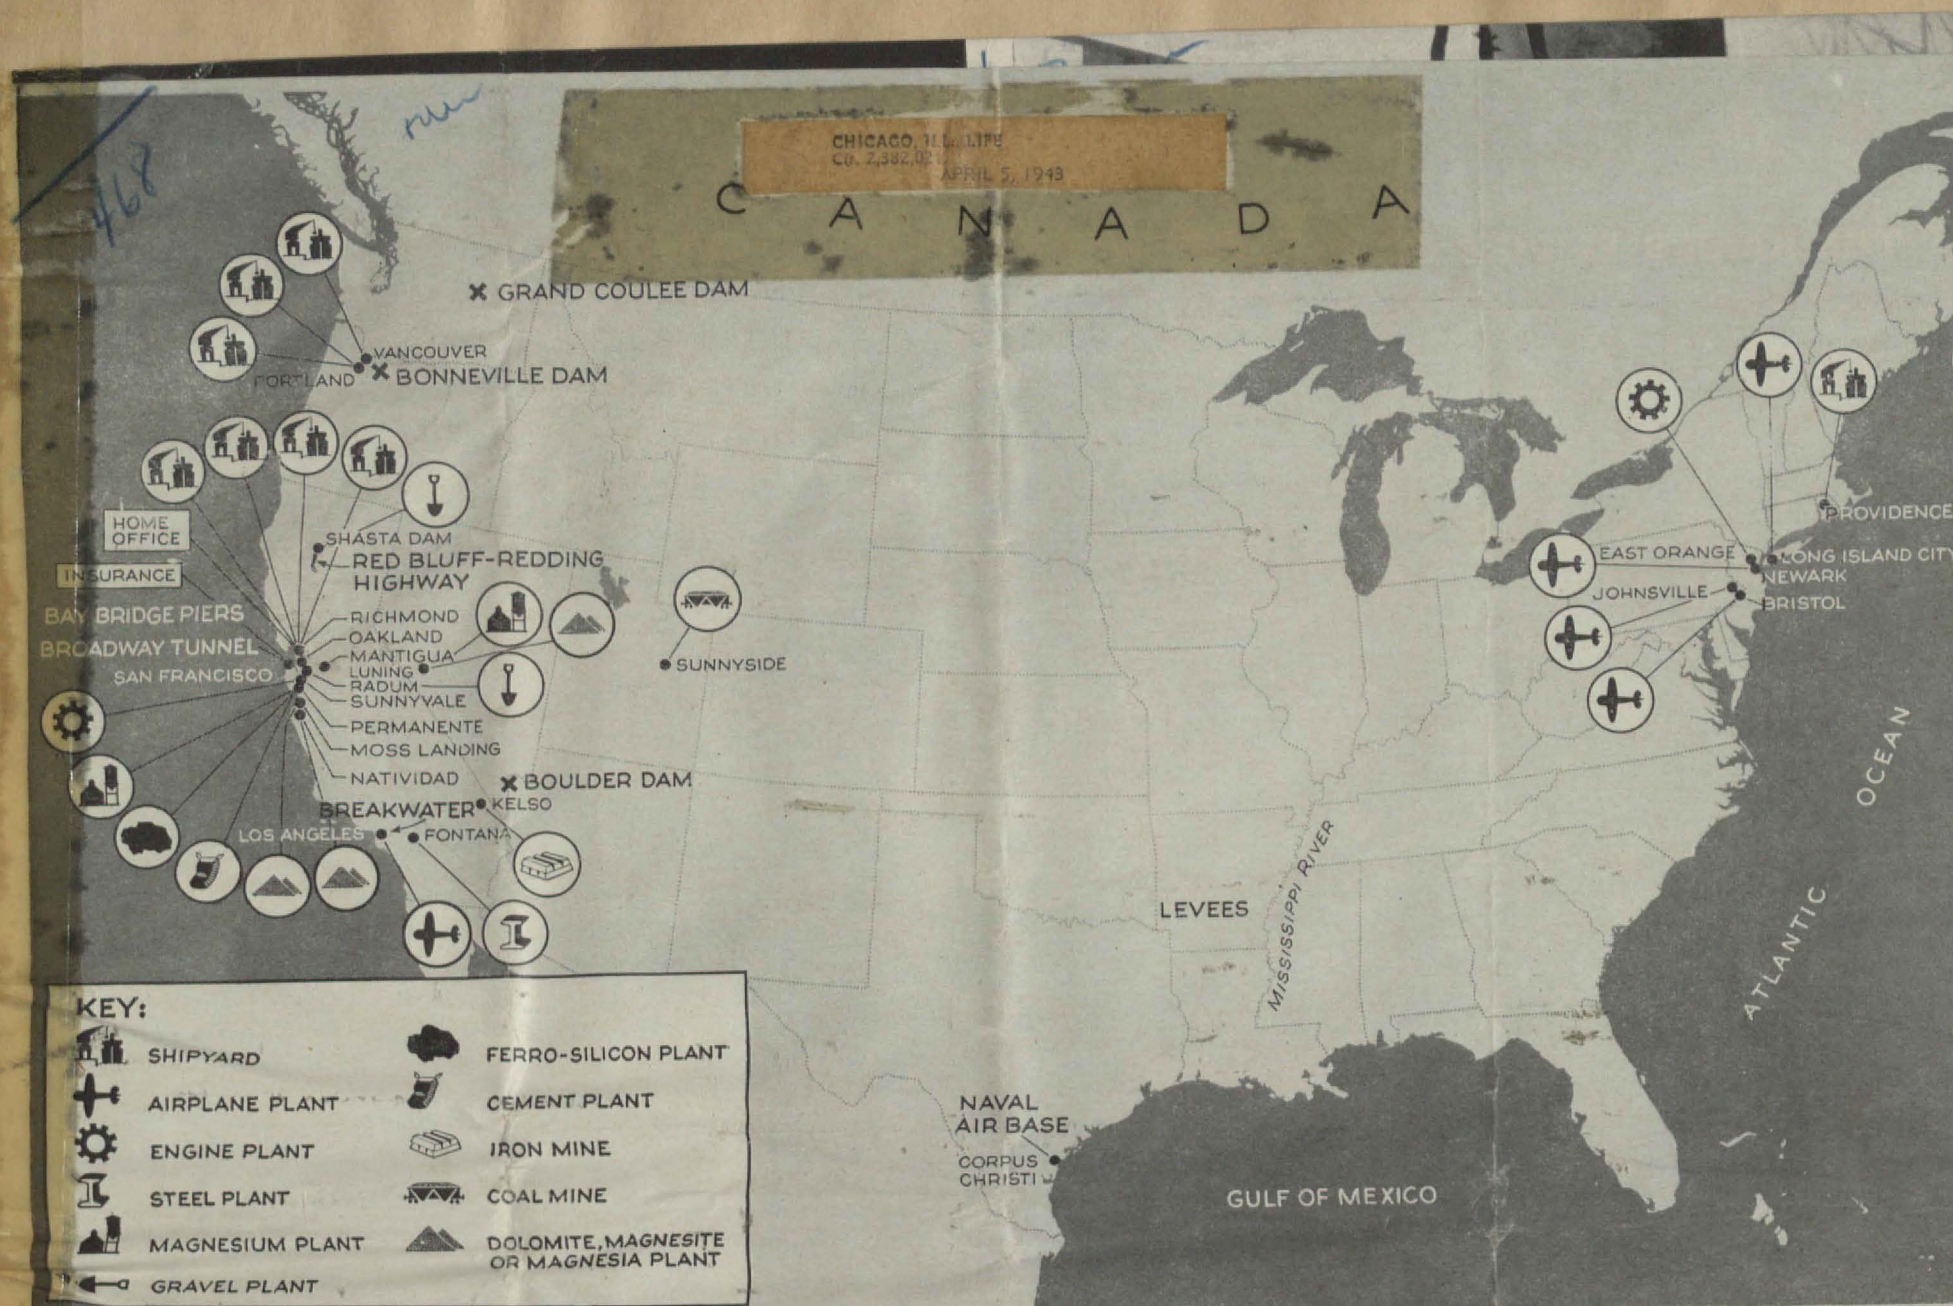 468
CHICAGO, ILL. LIFE
APRIL 5, 1943
CANADA
GRAND COULEE DAM
VANCOUVER
PORTLAND
BONNEVILLE DAM
HOME
OFFICE
INSURANCE
BAY BRIDGE PIERS
BROADWAY TUNNEL
SAN FRANCISCO
SHASTA DAM
RED BLUFF-REDDING
HIGHWAY
RICHMOND
OAKLAND
MANTIGUA
LUNING
RADUM
SUNNYVALE
PERMANENTE
MOSS LANDING
NATIVIDAD
SUNNYSIDE
BOULDER DAM
BREAKWATER
KELSO
LOS ANGELES
FONTANA
PROVIDENCE
EAST ORANGE
LONG ISLAND CITY
NEWARK
JOHNSVILLE
BRISTOL
ATLANTIC OCEAN
LEVEES
MISSISSIPPI RIVER
NAVAL
AIR BASE
CORPUS
CHRISTI
GULF OF MEXICO
KEY:
SHIPYARD
AIRPLANE PLANT
ENGINE PLANT
STEEL PLANT
MAGNESIUM PLANT
GRAVEL PLANT
FERRO-SILICON PLANT
CEMENT PLANT
IRON MINE
COAL MINE
DOLOMITE, MAGNESITE
OR MAGNESIA PLANT